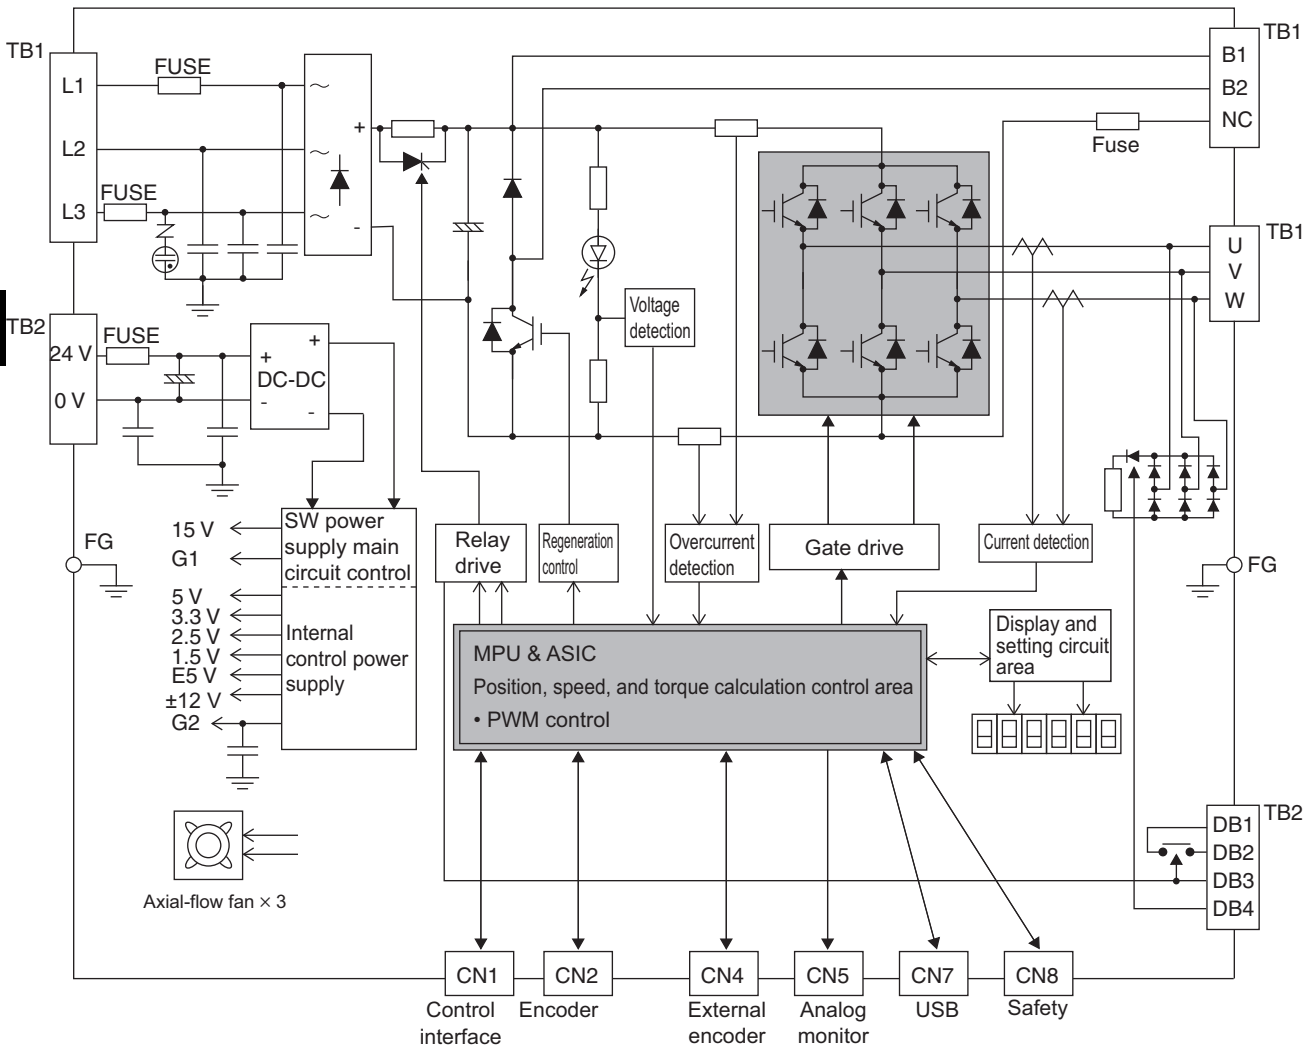 TB1
L1
L2
L3
FUSE
FUSE
+
-
TB1
B1
B2
NC
Fuse
TB1
U
V
W
TB2
24 V
0 V
FUSE
+
+
DC-DC
-
-
Voltage
detection
FG
15 V
G1
5 V
3.3 V
2.5 V
1.5 V
E5 V
±12 V
G2
SW power
supply main
circuit control
Internal
control power
supply
Relay
drive
Regeneration
control
Overcurrent
detection
Gate drive
Current detection
FG
MPU & ASIC
Position, speed, and torque calculation control area
• PWM control
Display and
setting circuit
area
Axial-flow fan × 3
TB2
DB1
DB2
DB3
DB4
CN1
CN2
CN4
CN5
CN7
CN8
Control
interface
Encoder
External
encoder
Analog
monitor
USB
Safety